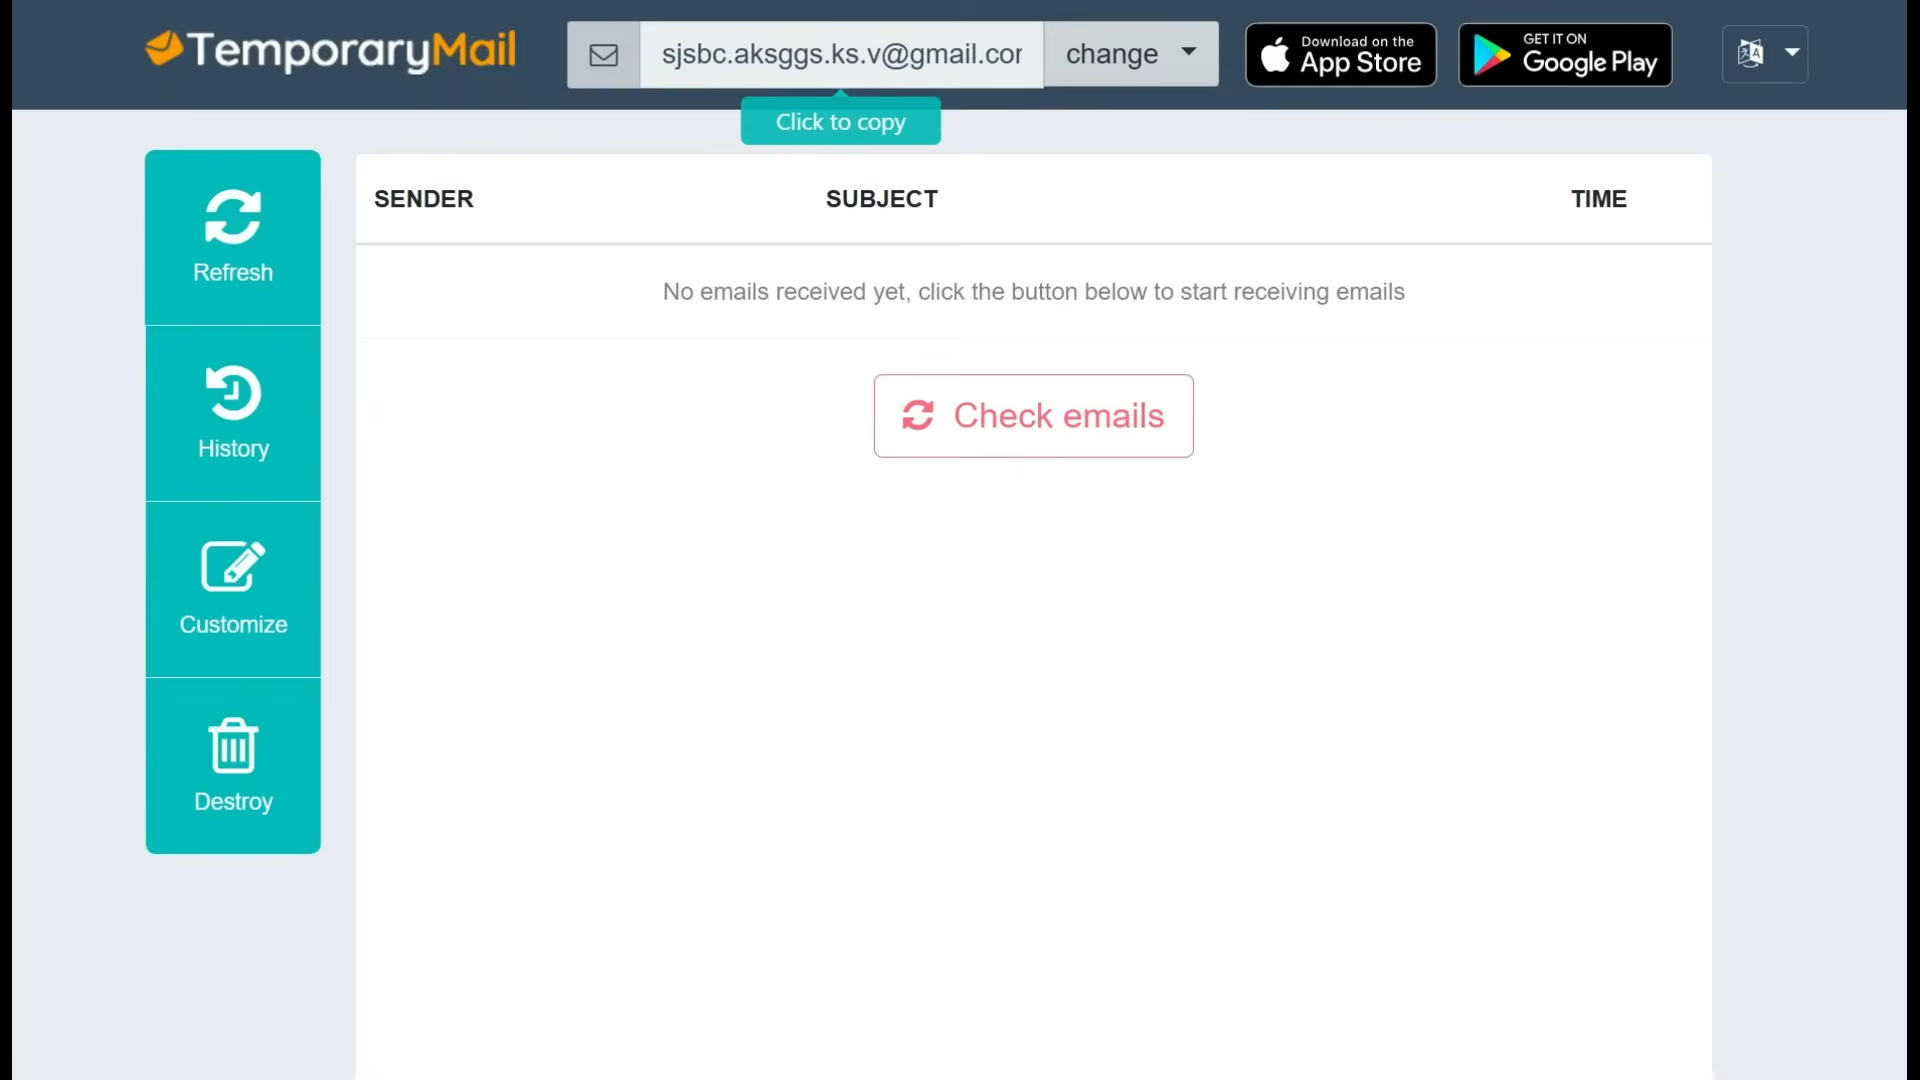 TemporaryMail
sjsbc.aksggs.ks.v@gmail.cor
change
Download on the
App Store
GET IT ON
Google Play
Click to copy
Refresh
History
Customize
Destroy
SENDER SUBJECT TIME
No emails received yet, click the button below to start receiving emails
Check emails